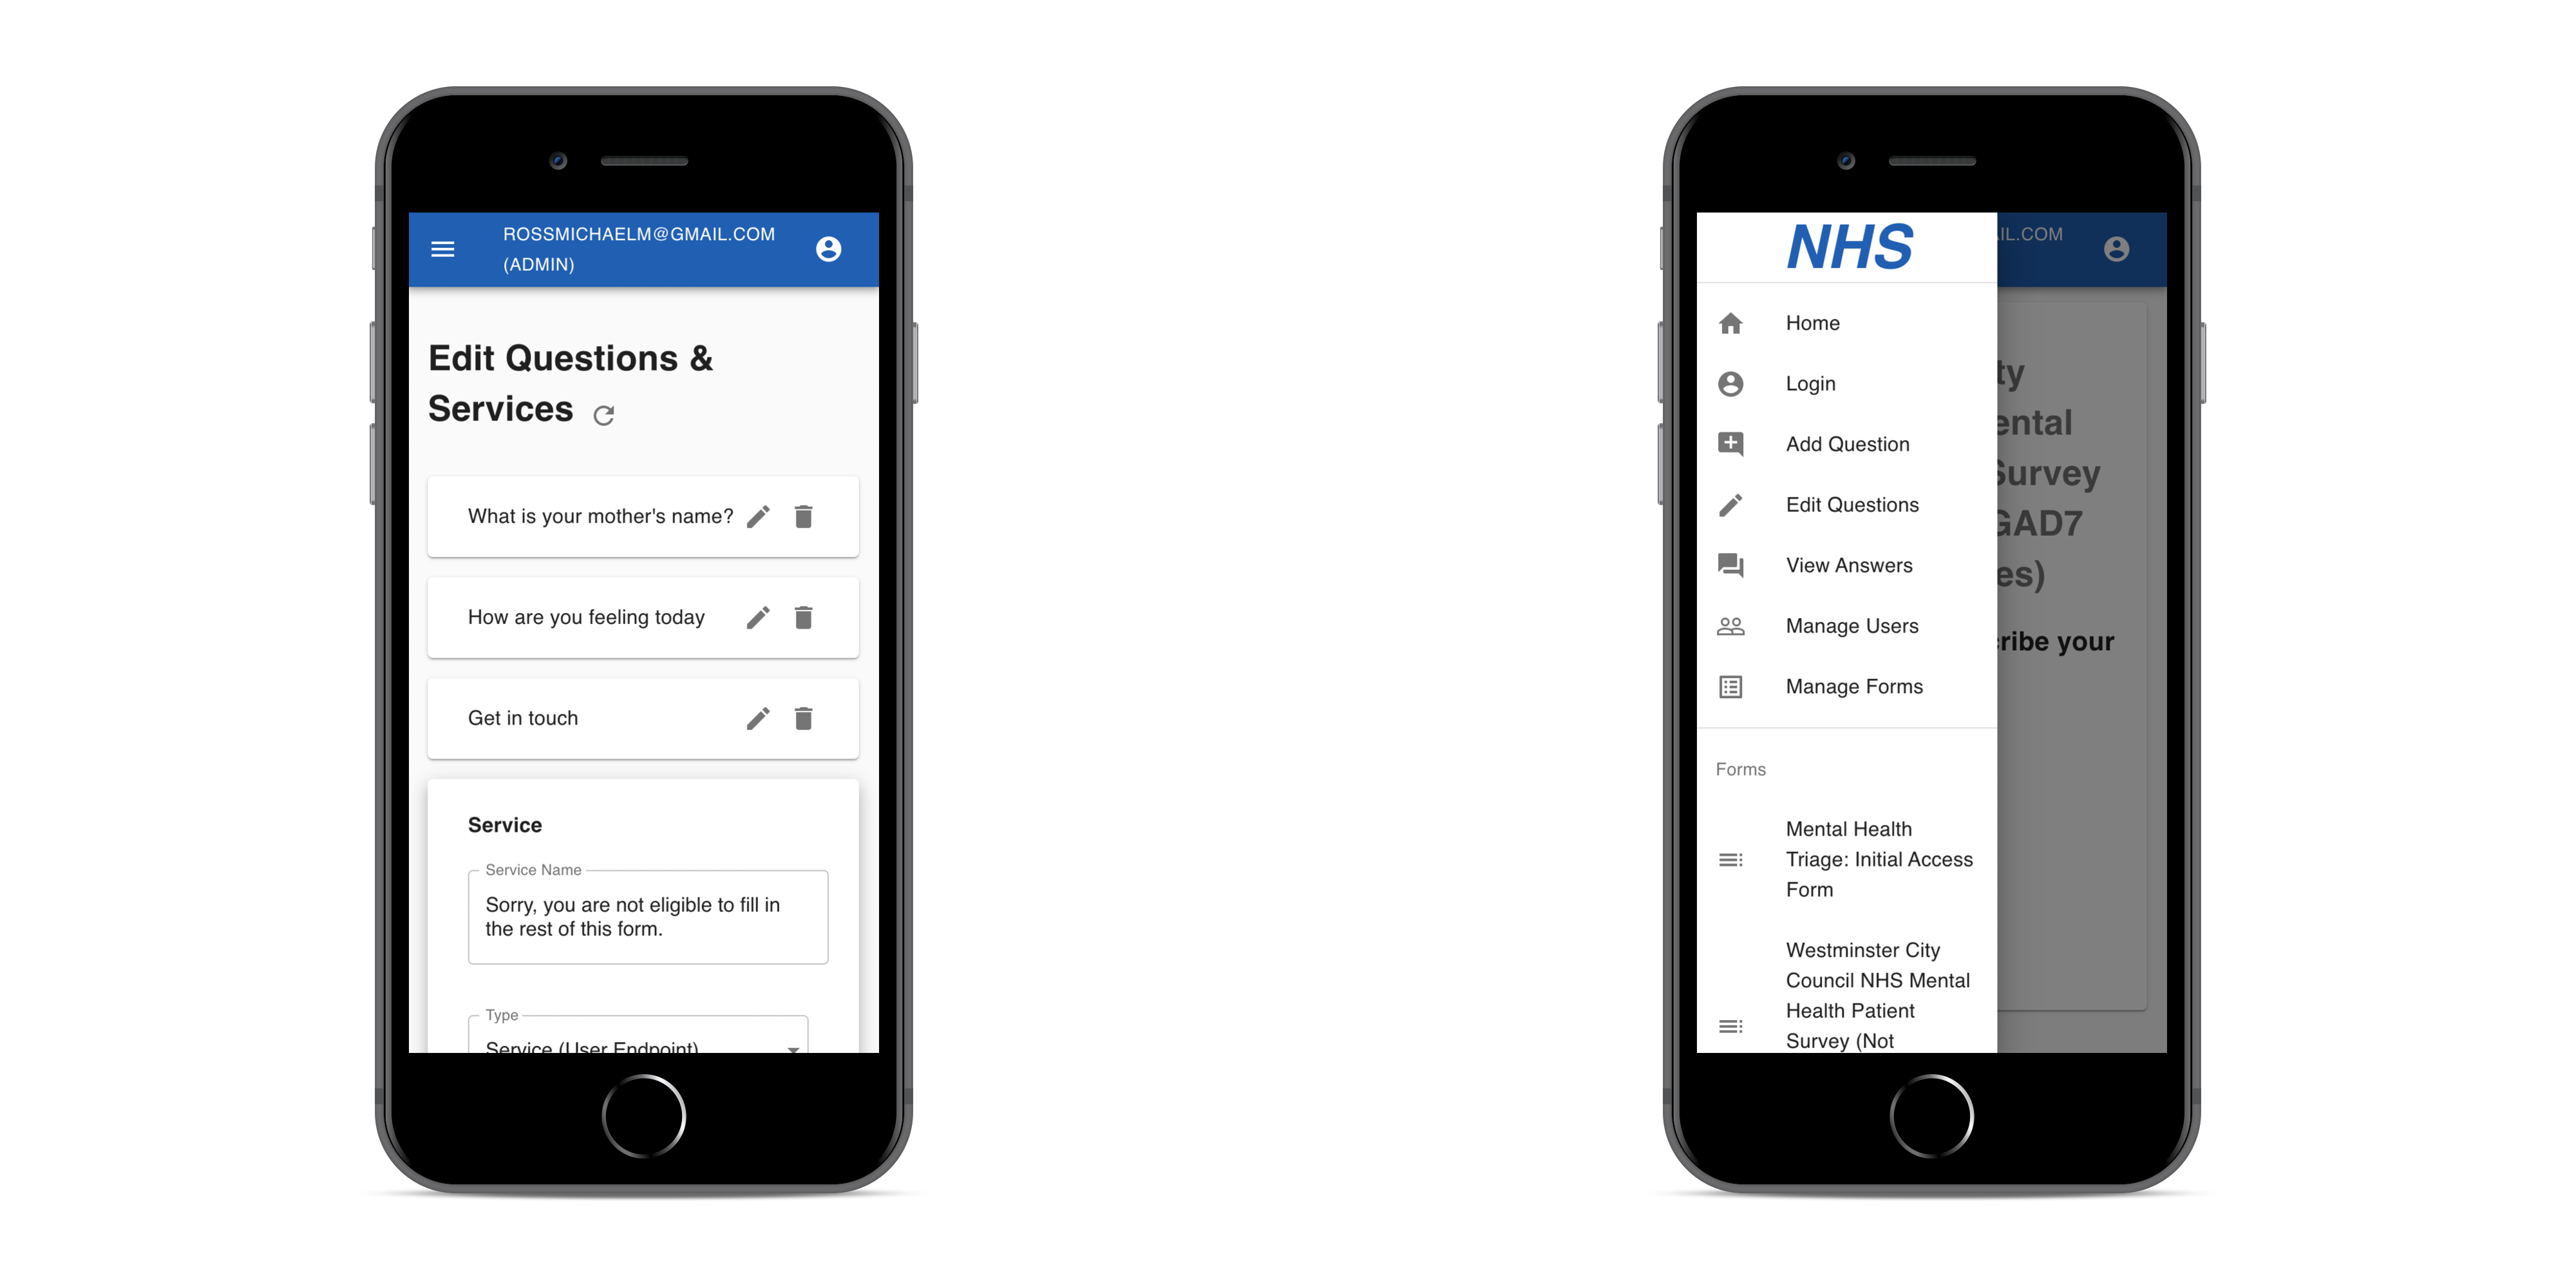 ROSSMICHAELM@GMAIL.COM
(ADMIN)
Edit Questions &
Services
What is your mother's name?
How are you feeling today
Get in touch
Service
Service Name
Sorry, you are not eligible to fill in
the rest of this form.
Type
Service (User Endpoint)
NHS
Home
Login
Add Question
Edit Questions
View Answers
Manage Users
Manage Forms
Forms
Mental Health
Triage: Initial Access
Form
Westminster City
Council NHS Mental
Health Patient
Survey (Not
IL.COM
ty
ental
Survey
GAD7
es)
cribe your